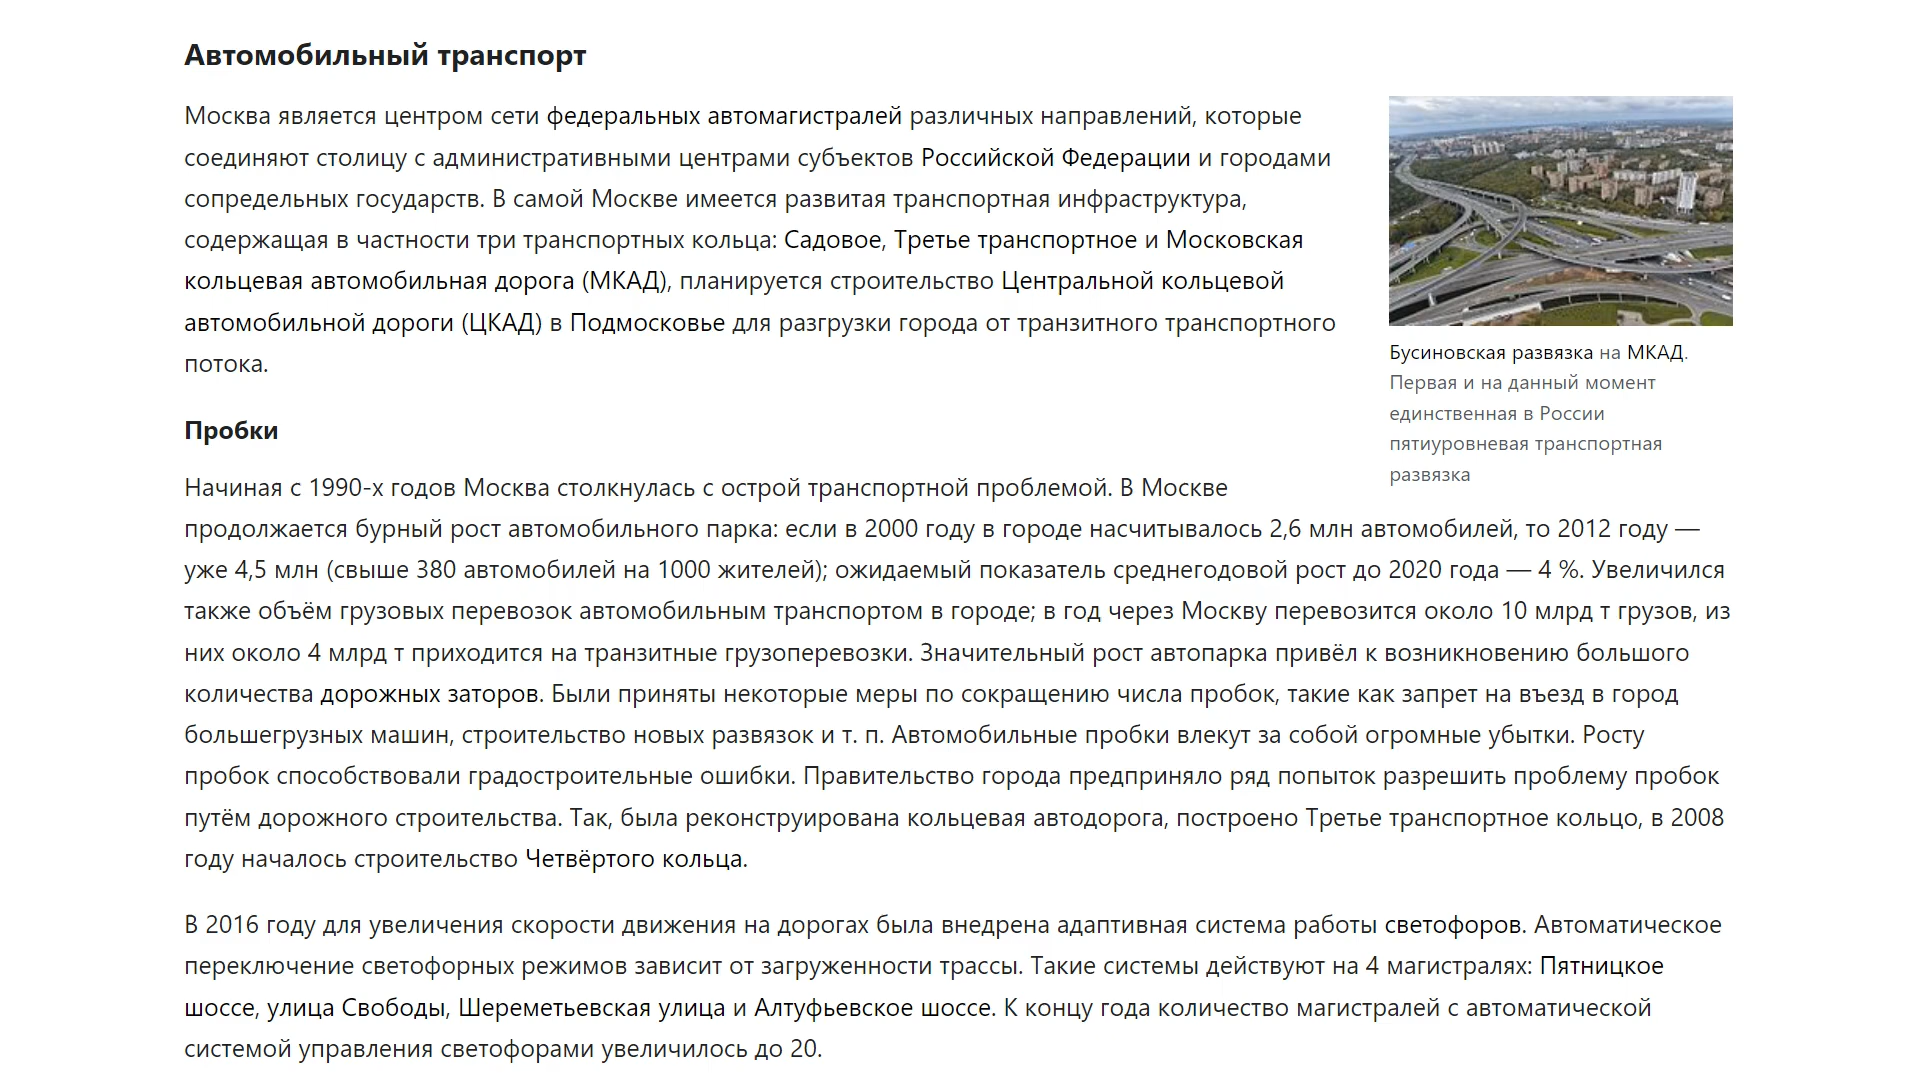 Автомобильный транспорт
Москва является центром сети федеральных автомагистралей различных направлений, которые
соединяют столицу с административными центрами субъектов Российской Федерации и городами
сопредельных государств. В самой Москве имеется развитая транспортная инфраструктура,
содержащая в частности три транспортных кольца: Садовое, Третье транспортное и Московская
кольцевая автомобильная дорога (МКАД), планируется строительство Центральной кольцевой
автомобильной дороги (ЦКАД) в Подмосковье для разгрузки города от транзитного транспортного
потока.
Бусиновская развязка на МКАД.
Первая и на данный момент
единственная в России
пятиуровневая транспортная
развязка
Пробки
Начиная с 1990-х годов Москва столкнулась с острой транспортной проблемой. В Москве
продолжается бурный рост автомобильного парка: если в 2000 году в городе насчитывалось 2,6 млн автомобилей, то 2012 году —
уже 4,5 млн (свыше 380 автомобилей на 1000 жителей); ожидаемый показатель среднегодовой рост до 2020 года — 4 %. Увеличился
также объём грузовых перевозок автомобильным транспортом в городе; в год через Москву перевозится около 10 млрд т грузов, из
них около 4 млрд т приходится на транзитные грузоперевозки. Значительный рост автопарка привёл к возникновению большого
количества дорожных заторов. Были приняты некоторые меры по сокращению числа пробок, такие как запрет на въезд в город
большегрузных машин, строительство новых развязок и т. п. Автомобильные пробки влекут за собой огромные убытки. Росту
пробок способствовали градостроительные ошибки. Правительство города предприняло ряд попыток разрешить проблему пробок
путём дорожного строительства. Так, была реконструирована кольцевая автодорога, построено Третье транспортное кольцо, в 2008
году началось строительство Четвёртого кольца.
В 2016 году для увеличения скорости движения на дорогах была внедрена адаптивная система работы светофоров. Автоматическое
переключение светофорных режимов зависит от загруженности трассы. Такие системы действуют на 4 магистралях: Пятницкое
шоссе, улица Свободы, Шереметьевская улица и Алтуфьевское шоссе. К концу года количество магистралей с автоматической
системой управления светофорами увеличилось до 20.